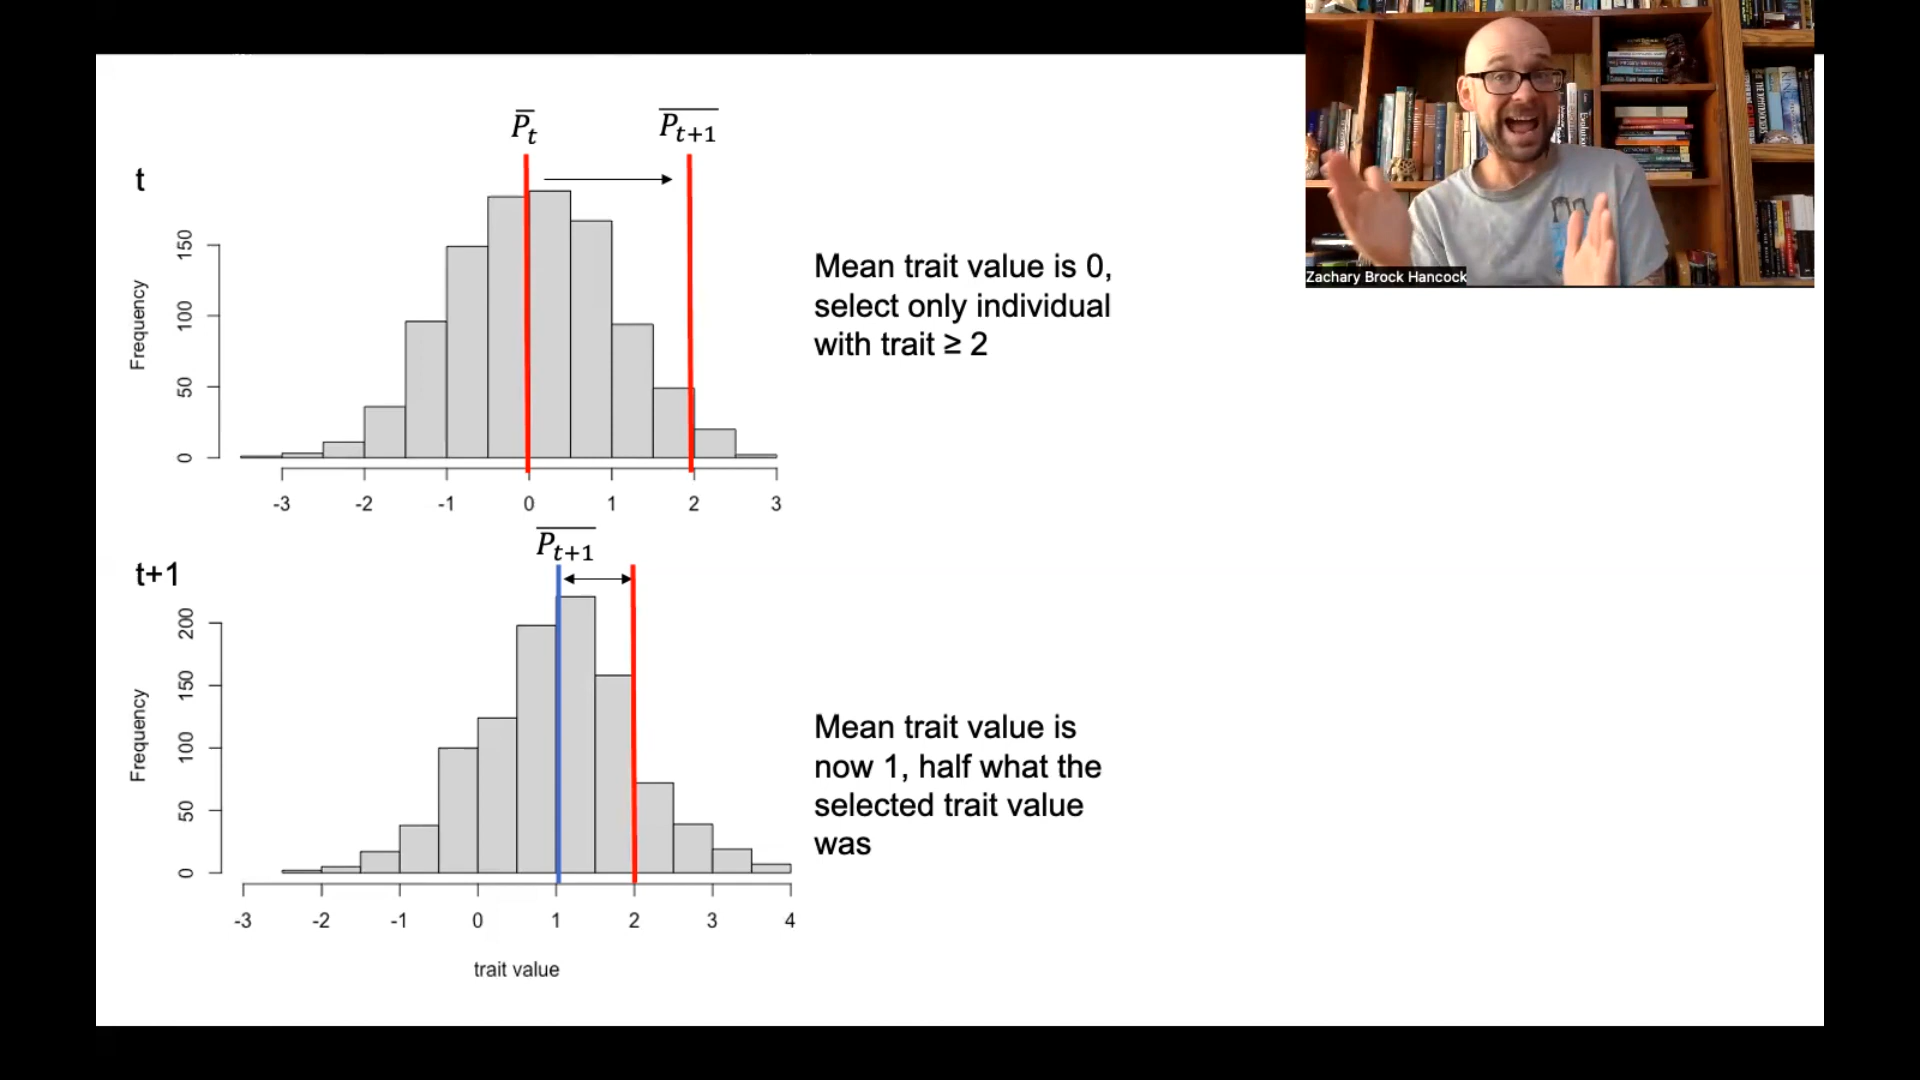 P̅t
P̅t+1
t
150
100
50
0
Frequency
-3 -2 -1 0 1 2 3
Mean trait value is 0,
select only individual
with trait ≥ 2
Zachary Brock Hancock
P̅t+1
t+1
200
150
100
50
0
Frequency
-3 -2 -1 0 1 2 3 4
trait value
Mean trait value is
now 1, half what the
selected trait value
was